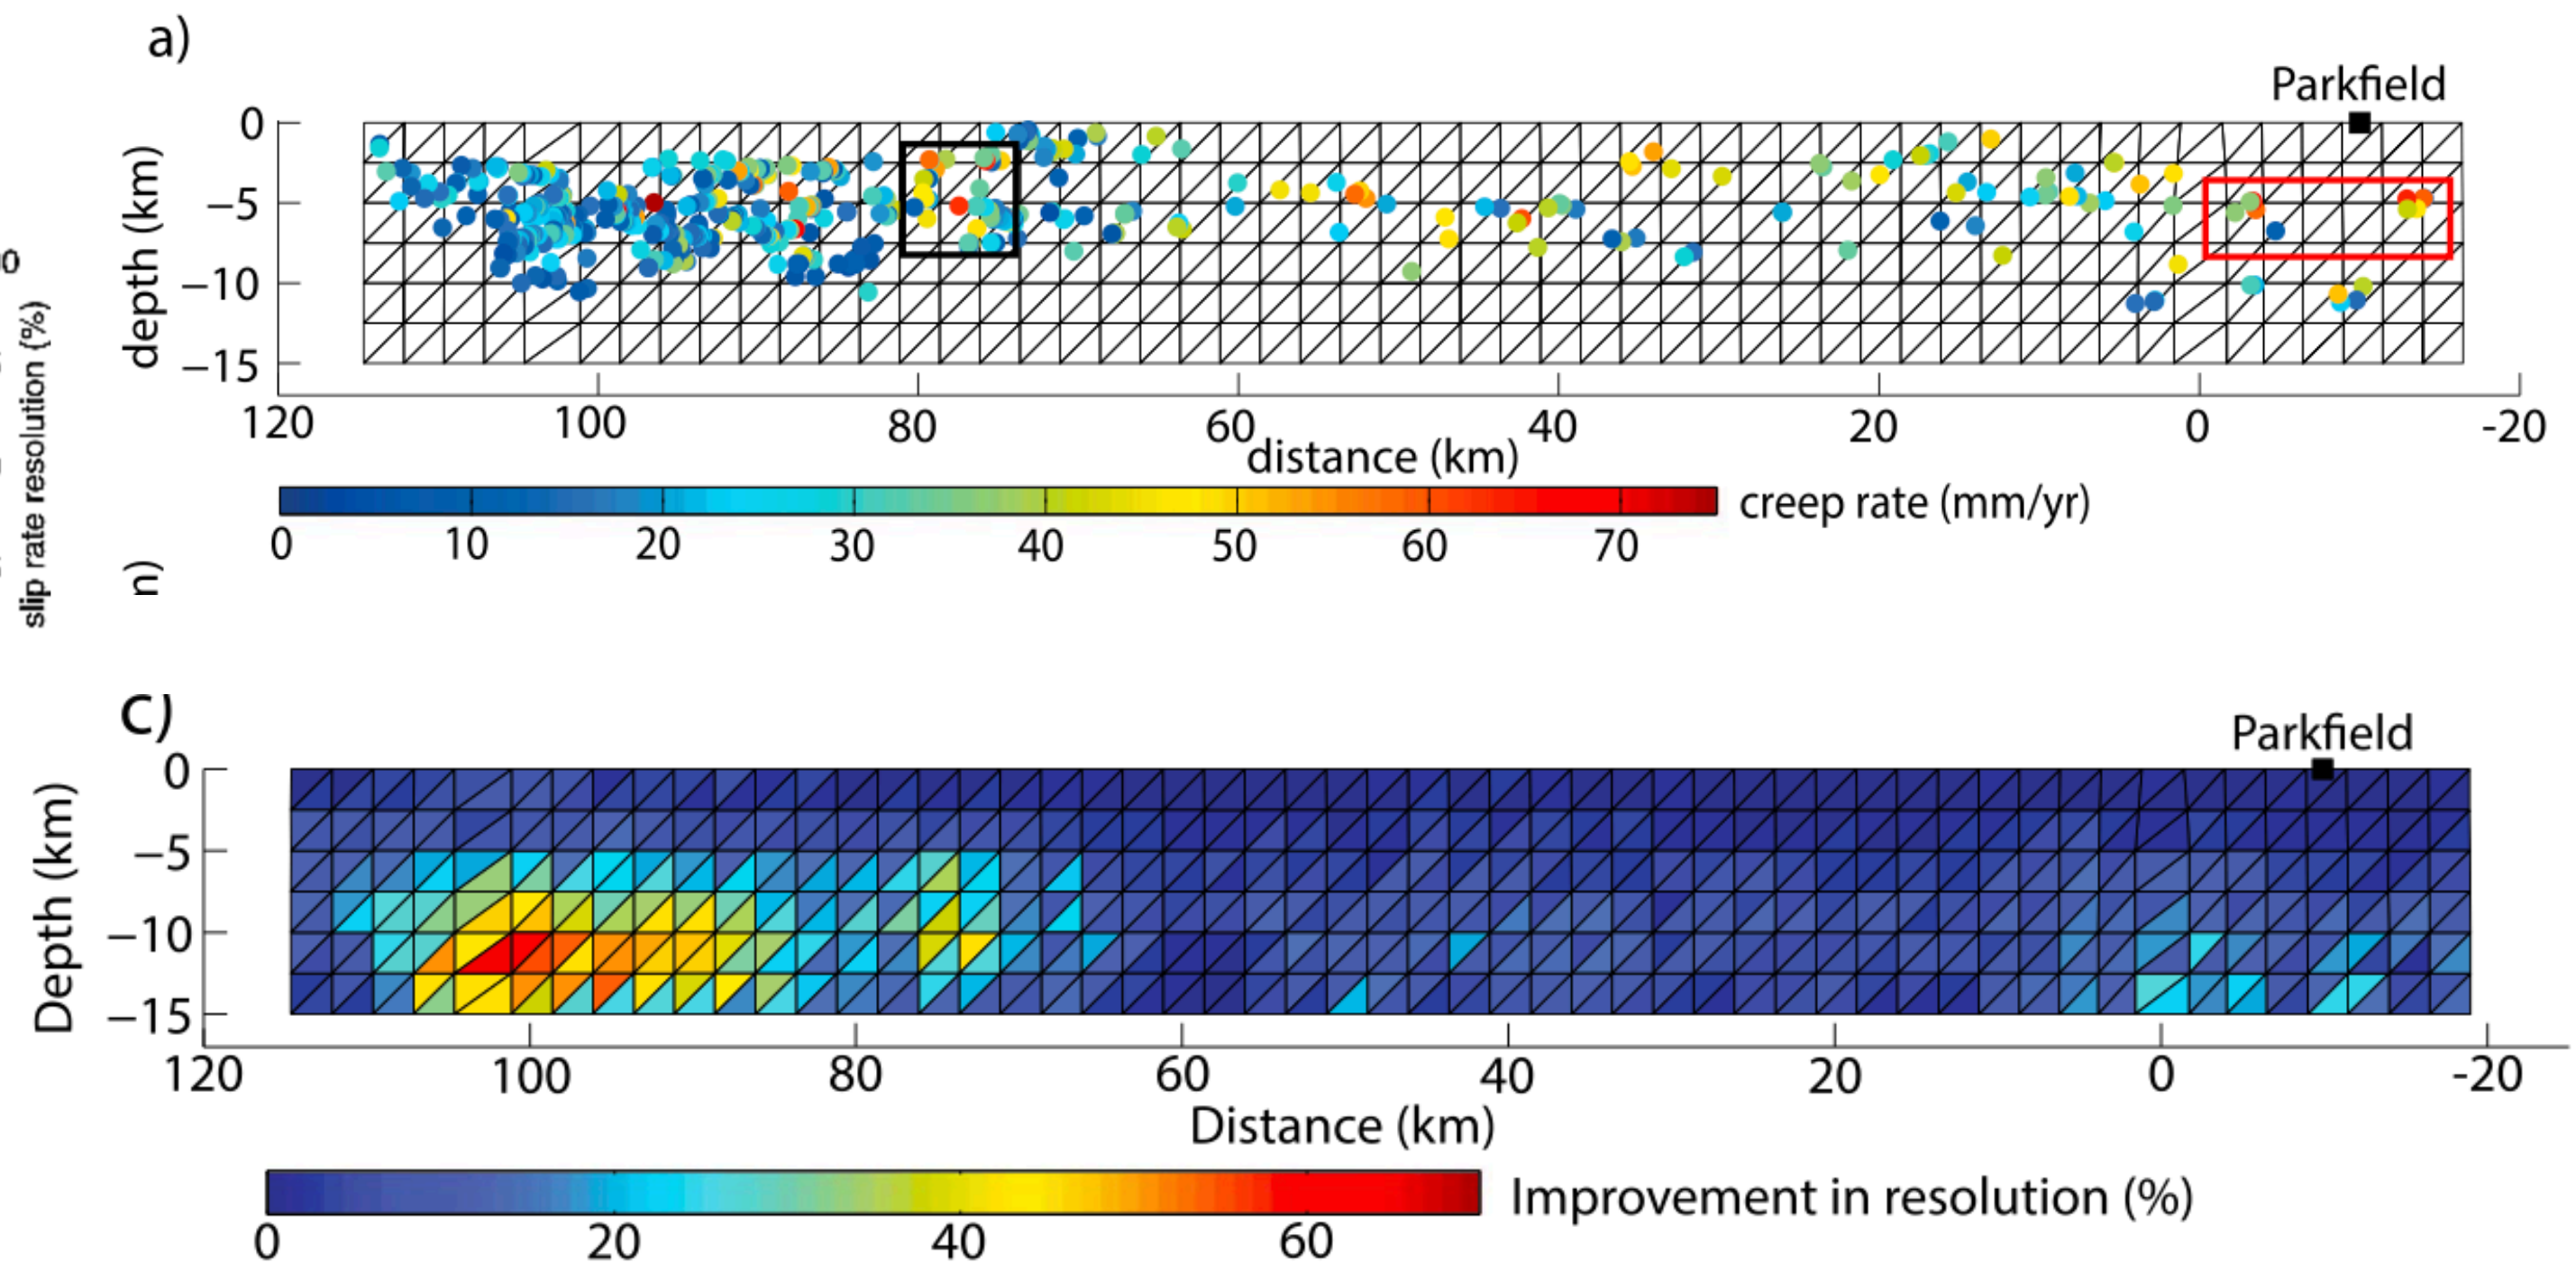 a)
Parkfield
0
−5
−10
−15
depth (km)
120 100 80 60 40 20 0 -20
distance (km)
creep rate (mm/yr)
0 10 20 30 40 50 60 70
slip rate resolution (%)
0
n)
C)
Parkfield
0
−5
−10
−15
Depth (km)
120 100 80 60 40 20 0 -20
Distance (km)
Improvement in resolution (%)
0 20 40 60